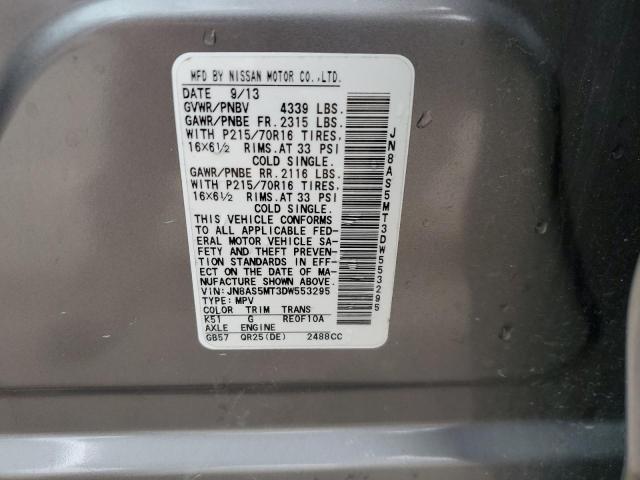 MFD BY NISSAN MOTOR CO.,LTD.
DATE 9/13
GVWR/PNBV 4339 LBS.
GAWR/PNBE FR. 2315 LBS.
WITH P215/70R16 TIRES,
16×6½ RIMS.AT 33 PSI
COLD SINGLE.
GAWR/PNBE RR. 2116 LBS.
WITH P215/70R16 TIRES,
16×6½ RIMS.AT 33 PSI
COLD SINGLE.
THIS VEHICLE CONFORMS
TO ALL APPLICABLE FED-
ERAL MOTOR VEHICLE SA-
FETY AND THEFT PREVEN-
TION STANDARDS IN EFF-
ECT ON THE DATE OF MA-
NUFACTURE SHOWN ABOVE.
VIN:JN8AS5MT3DW553295
TYPE:MPV
COLOR TRIM TRANS
K51 G RE0F10A
AXLE ENGINE
GB57 QR25(DE) 2488CC
JN8AS5MT3DW553295